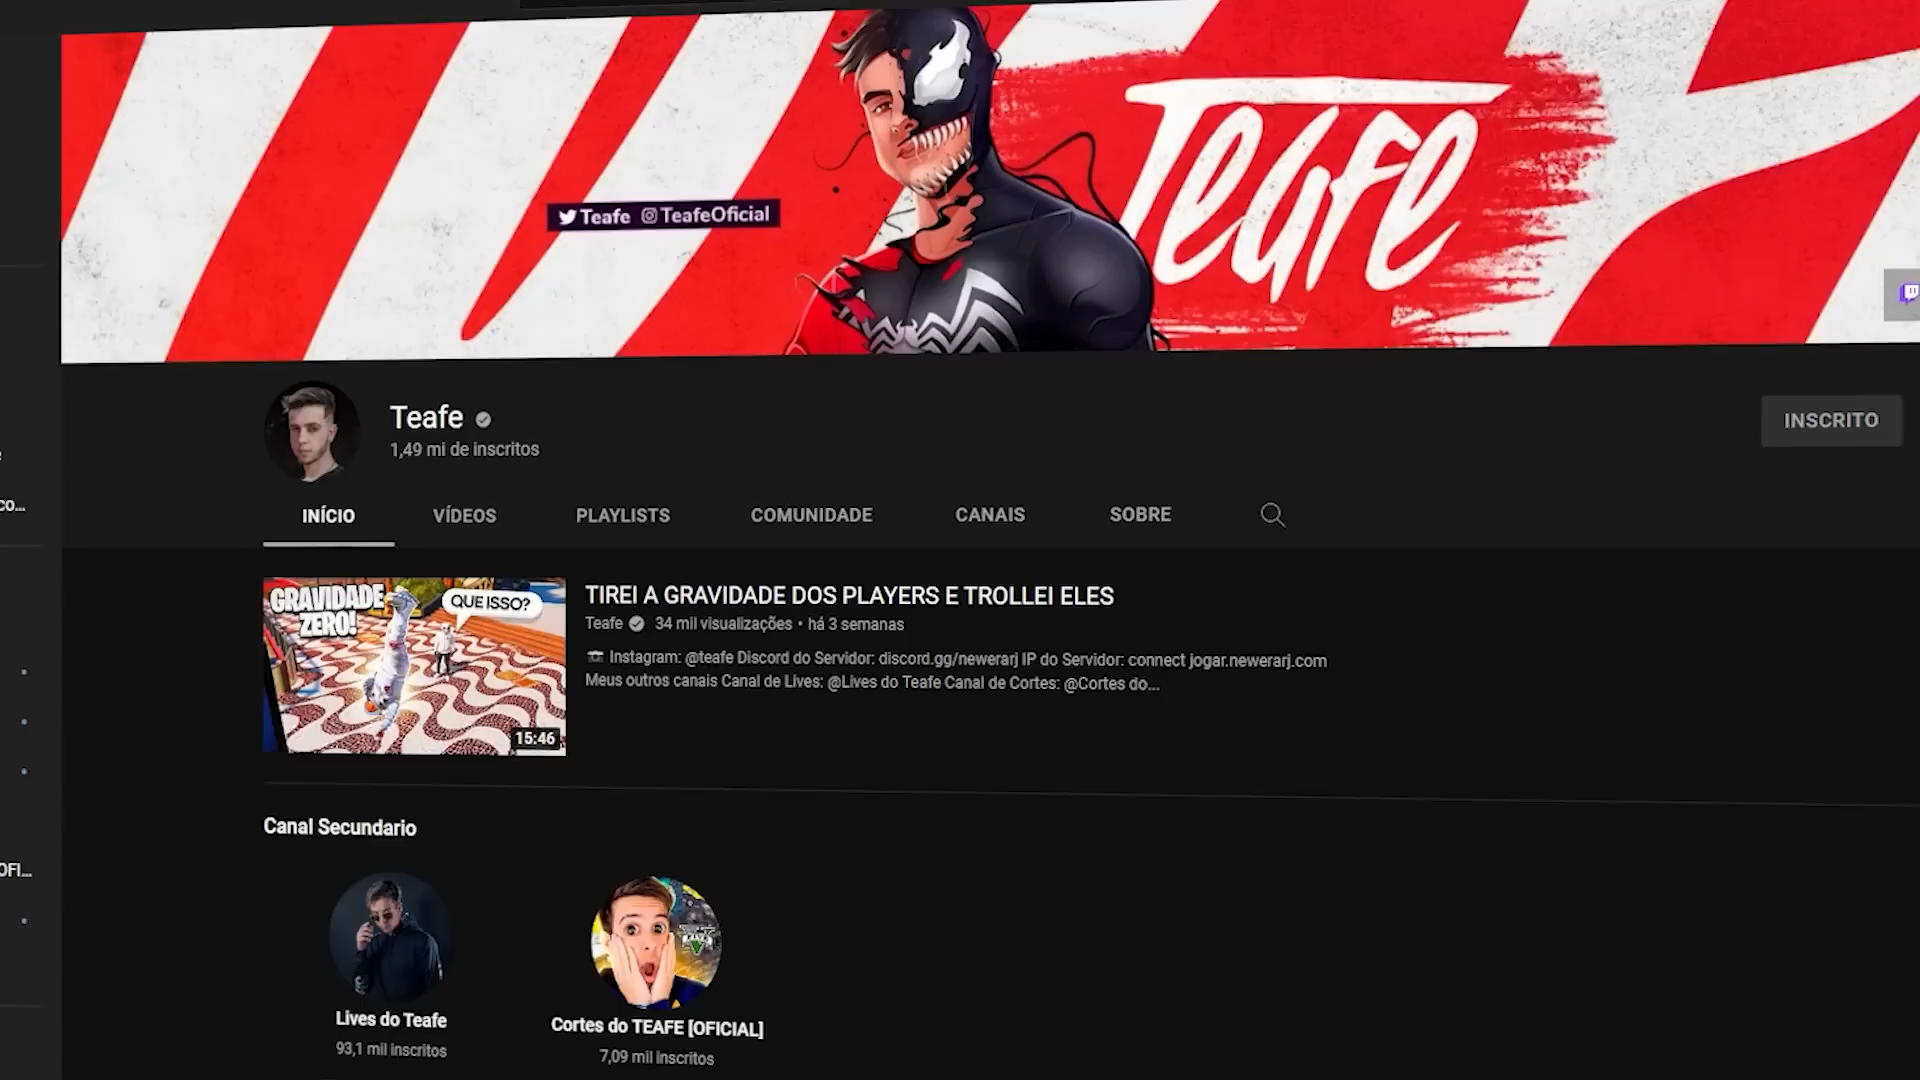 Teafe TeafeOficial
Teafe
Teafe
1,49 mi de inscritos
INSCRITO
INÍCIO VÍDEOS PLAYLISTS COMUNIDADE CANAIS SOBRE
GRAVIDADE
ZERO!
QUE ISSO?
15:46
TIREI A GRAVIDADE DOS PLAYERS E TROLLEI ELES
Teafe 34 mil visualizações • há 3 semanas
Instagram: @teafe Discord do Servidor: discord.gg/newerarj IP do Servidor: connect jogar.newerarj.com
Meus outros canais Canal de Lives: @Lives do Teafe Canal de Cortes: @Cortes do...
co...
OFI...
Canal Secundario
Lives do Teafe
93,1 mil inscritos
Cortes do TEAFE [OFICIAL]
7,09 mil inscritos